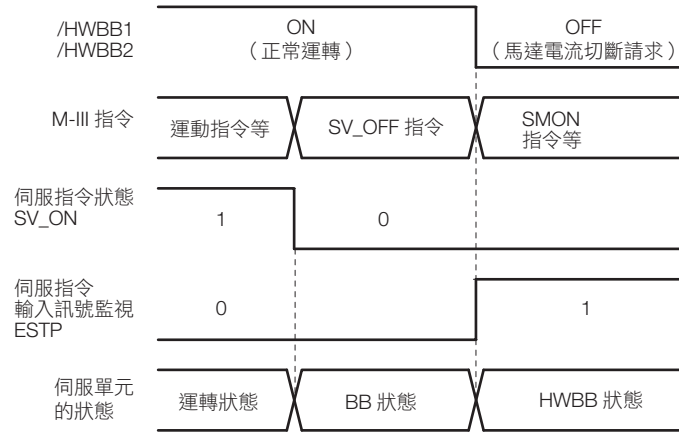 /HWBB1
/HWBB2
ON
（正常運轉）
OFF
（馬達電流切斷請求）
M-III 指令
運動指令等
SV_OFF 指令
SMON
指令等
伺服指令狀態
SV_ON
1
0
伺服指令
輸入訊號監視
ESTP
0
1
伺服單元
的狀態
運轉狀態
BB 狀態
HWBB 狀態